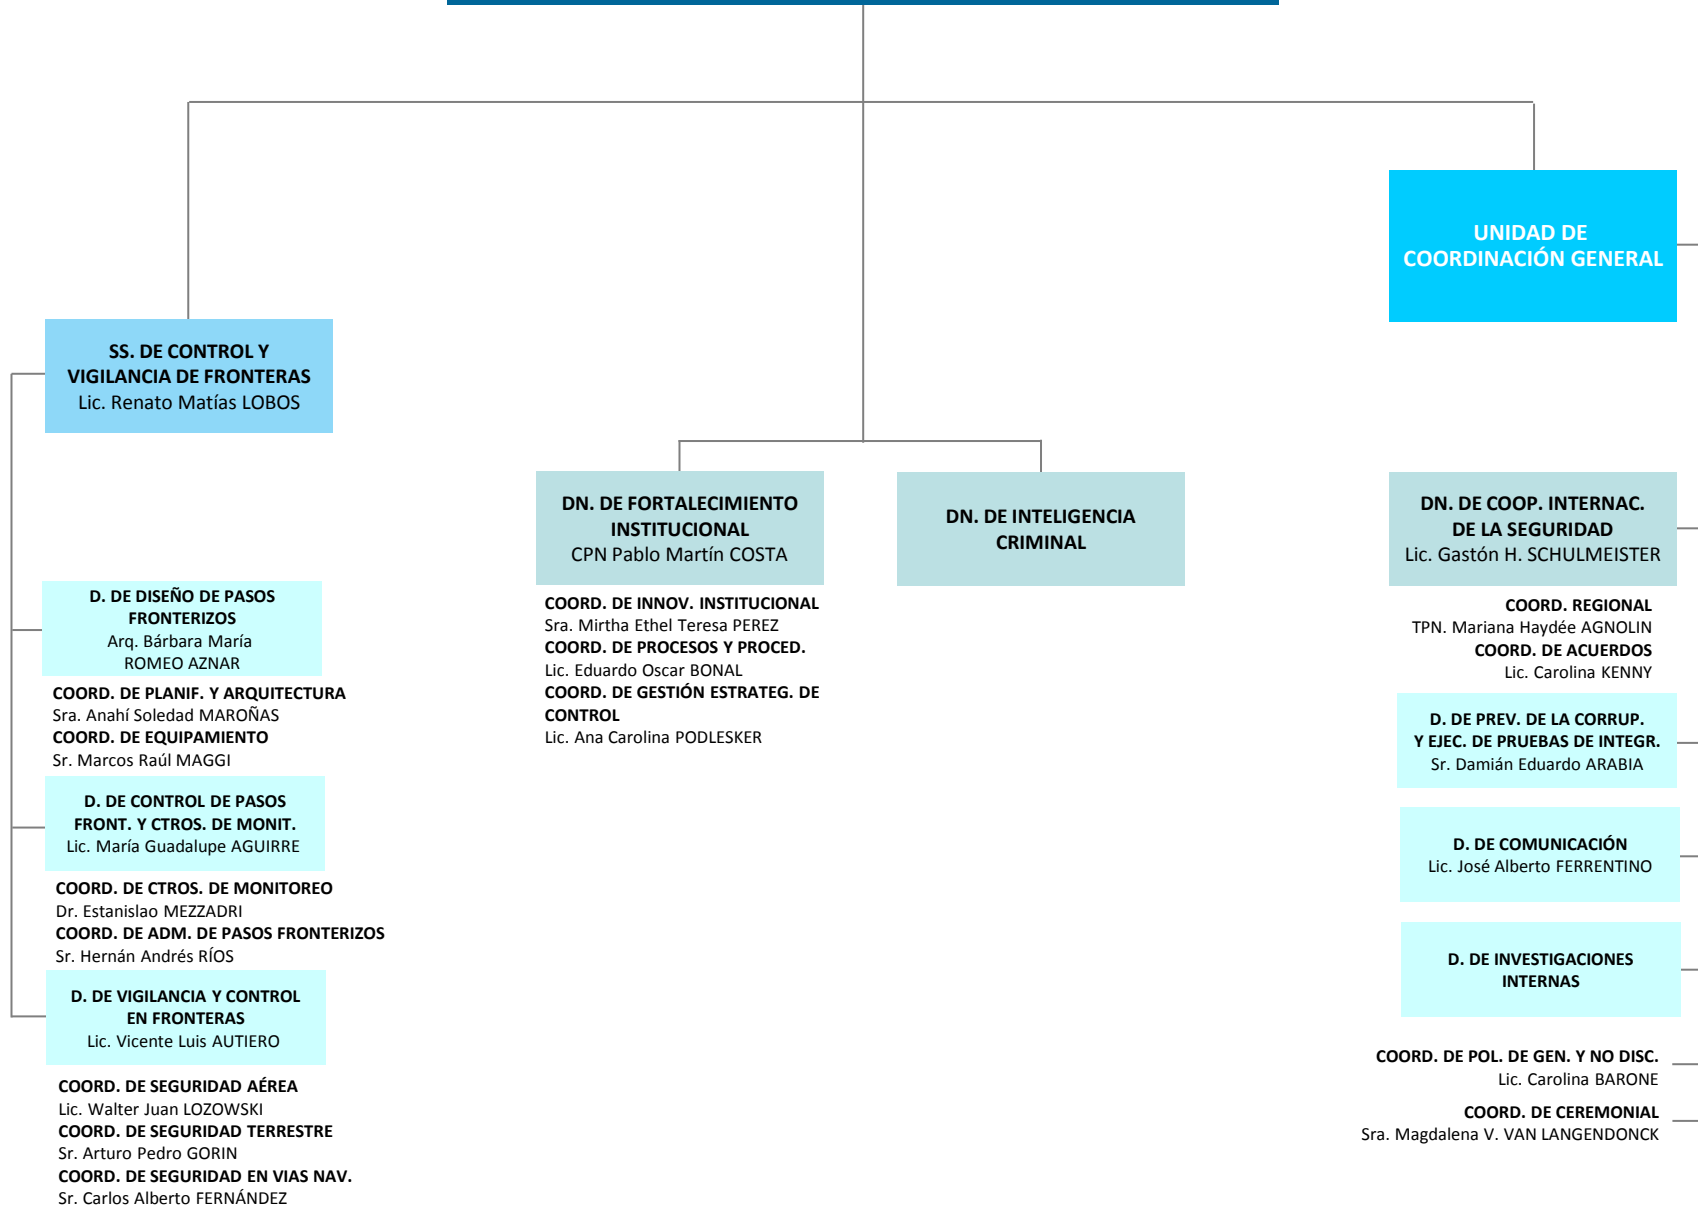 UNIDAD DE
COORDINACIÓN GENERAL
SS. DE CONTROL Y
VIGILANCIA DE FRONTERAS
Lic. Renato Matías LOBOS
D. DE DISEÑO DE PASOS
FRONTERIZOS
Arq. Bárbara María
ROMEO AZNAR
COORD. DE PLANIF. Y ARQUITECTURA
Sra. Anahí Soledad MAROÑAS
COORD. DE EQUIPAMIENTO
Sr. Marcos Raúl MAGGI
D. DE CONTROL DE PASOS
FRONT. Y CTROS. DE MONIT.
Lic. María Guadalupe AGUIRRE
COORD. DE CTROS. DE MONITOREO
Dr. Estanislao MEZZADRI
COORD. DE ADM. DE PASOS FRONTERIZOS
Sr. Hernán Andrés RÍOS
D. DE VIGILANCIA Y CONTROL
EN FRONTERAS
Lic. Vicente Luis AUTIERO
COORD. DE SEGURIDAD AÉREA
Lic. Walter Juan LOZOWSKI
COORD. DE SEGURIDAD TERRESTRE
Sr. Arturo Pedro GORIN
COORD. DE SEGURIDAD EN VIAS NAV.
Sr. Carlos Alberto FERNÁNDEZ
DN. DE FORTALECIMIENTO
INSTITUCIONAL
CPN Pablo Martín COSTA
COORD. DE INNOV. INSTITUCIONAL
Sra. Mirtha Ethel Teresa PEREZ
COORD. DE PROCESOS Y PROCED.
Lic. Eduardo Oscar BONAL
COORD. DE GESTIÓN ESTRATEG. DE
CONTROL
Lic. Ana Carolina PODLESKER
DN. DE INTELIGENCIA
CRIMINAL
DN. DE COOP. INTERNAC.
DE LA SEGURIDAD
Lic. Gastón H. SCHULMEISTER
COORD. REGIONAL
TPN. Mariana Haydée AGNOLIN
COORD. DE ACUERDOS
Lic. Carolina KENNY
D. DE PREV. DE LA CORRUP.
Y EJEC. DE PRUEBAS DE INTEGR.
Sr. Damián Eduardo ARABIA
D. DE COMUNICACIÓN
Lic. José Alberto FERRENTINO
D. DE INVESTIGACIONES
INTERNAS
COORD. DE POL. DE GEN. Y NO DISC.
Lic. Carolina BARONE
COORD. DE CEREMONIAL
Sra. Magdalena V. VAN LANGENDONCK